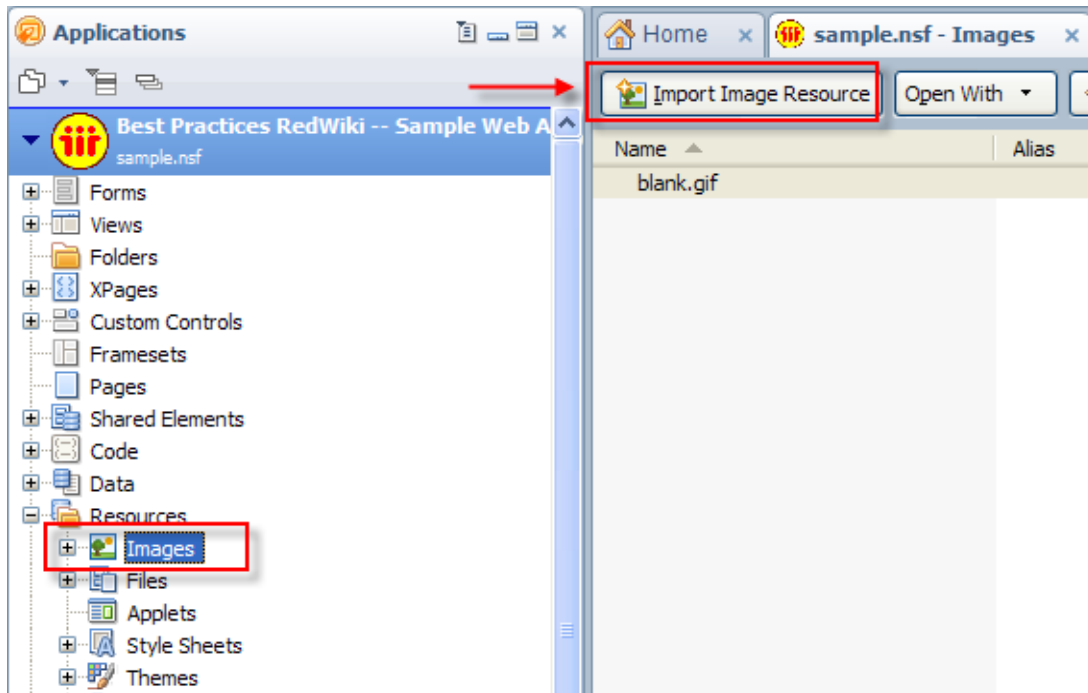 Applications
Best Practices RedWiki -- Sample Web A
sample.nsf
Forms
Views
Folders
XPages
Custom Controls
Framesets
Pages
Shared Elements
Code
Data
Resources
Images
Files
Applets
Style Sheets
Themes
Home
sample.nsf - Images
Import Image Resource
Open With
Name
Alias
blank.gif